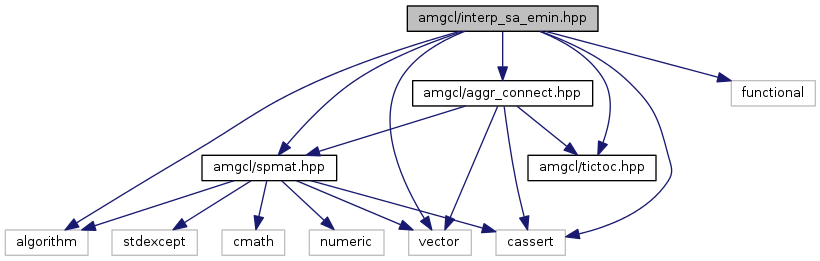 amgcl/interp_sa_emin.hpp
amgcl/aggr_connect.hpp
functional
amgcl/spmat.hpp
amgcl/tictoc.hpp
algorithm
stdexcept
cmath
numeric
vector
cassert